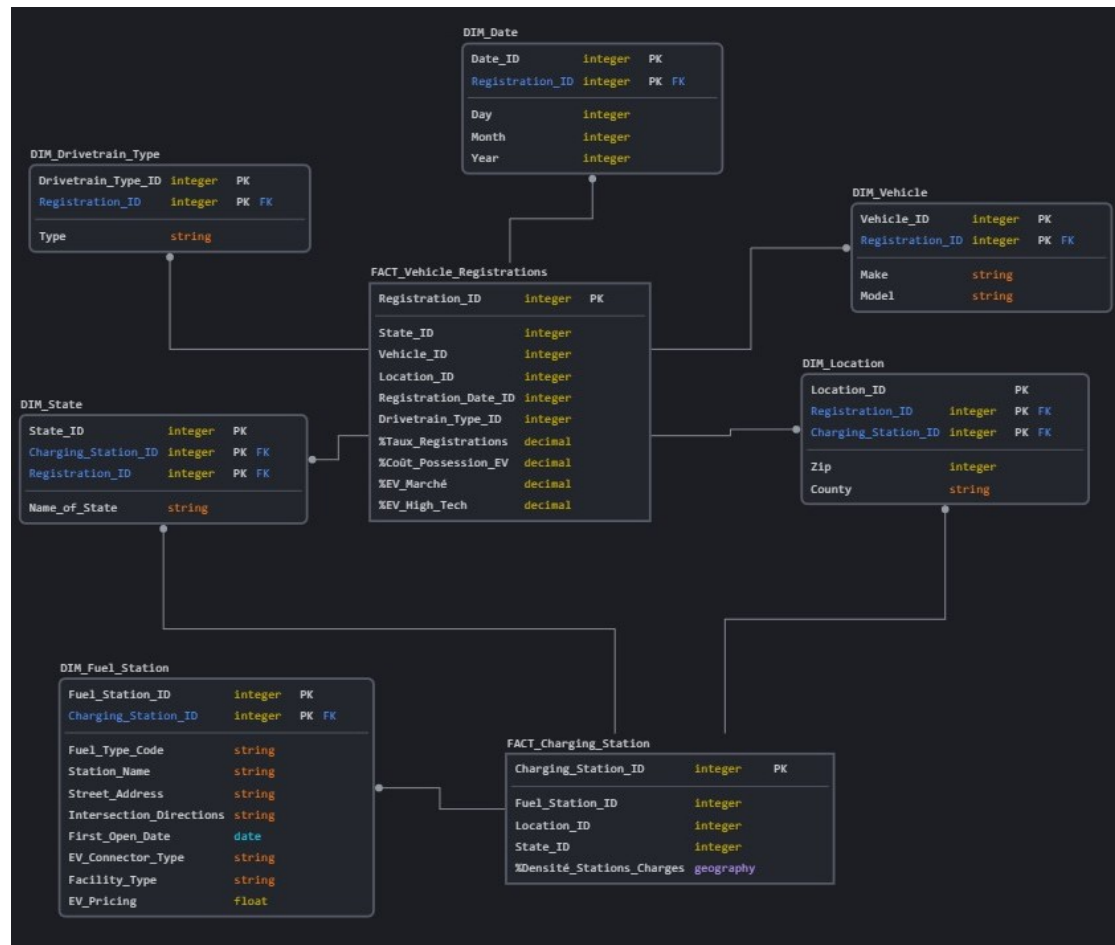 DIM_Date
Date_ID integer PK
Registration_ID integer PK FK
Day integer
Month integer
Year integer
DIM_Drivetrain_Type
Drivetrain_Type_ID integer PK
Registration_ID integer PK FK
Type string
DIM_Vehicle
Vehicle_ID integer PK
Registration_ID integer PK FK
Make string
Model string
FACT_Vehicle_Registrations
Registration_ID integer PK
State_ID integer
Vehicle_ID integer
Location_ID integer
Registration_Date_ID integer
Drivetrain_Type_ID integer
%Taux_Registrations decimal
%Coût_Possession_EV decimal
%EV_Marché decimal
%EV_High_Tech decimal
DIM_Location
Location_ID PK
Registration_ID integer PK FK
Charging_Station_ID integer PK FK
Zip integer
County string
DIM_State
State_ID integer PK
Charging_Station_ID integer PK FK
Registration_ID integer PK FK
Name_of_State string
DIM_Fuel_Station
Fuel_Station_ID integer PK
Charging_Station_ID integer PK FK
Fuel_Type_Code string
Station_Name string
Street_Address string
Intersection_Directions string
First_Open_Date date
EV_Connector_Type string
Facility_Type string
EV_Pricing float
FACT_Charging_Station
Charging_Station_ID integer PK
Fuel_Station_ID integer
Location_ID integer
State_ID integer
%Densité_Stations_Charges geography